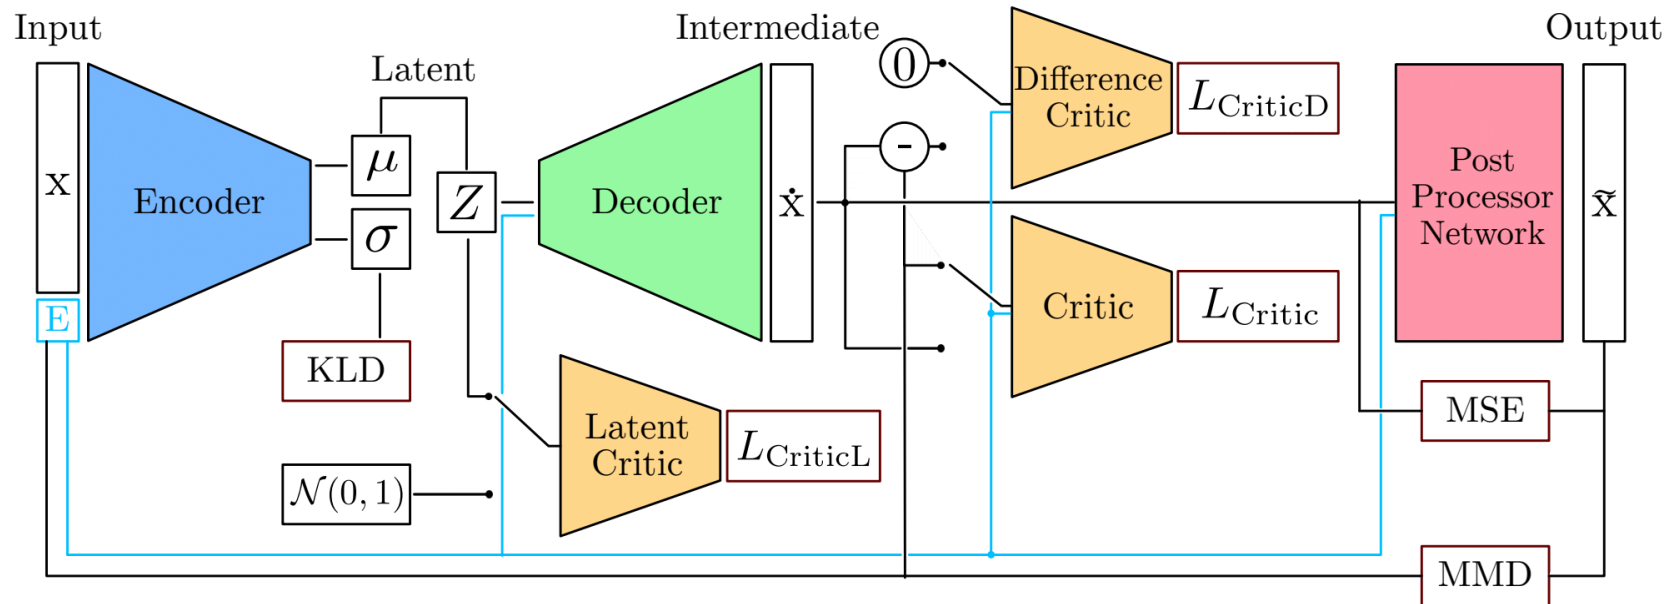 Input
Intermediate
Output
Latent
0
Difference
Critic
L_CriticD
x
Encoder
μ
σ
Z
Decoder
ẋ
-
Post
Processor
Network
x̃
E
KLD
Critic
L_Critic
MSE
Latent
Critic
L_CriticL
𝒩(0, 1)
MMD